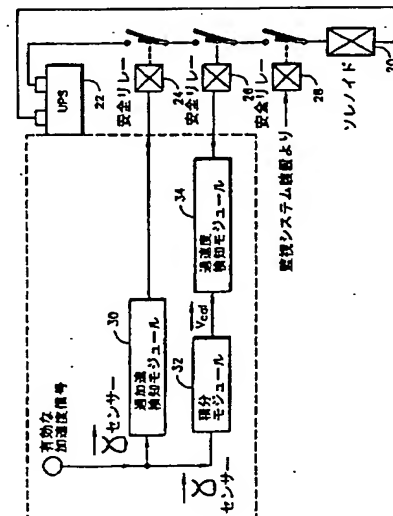 有効な
加速度信号
センサー
センサー
30
過加速
検知モジュール
32
積分
モジュール
Vcal
34
過速度
検知モジュール
UPS
22
安全リレー
24
安全リレー
26
安全リレー
28
監視システム装置より
ソレノイド
20